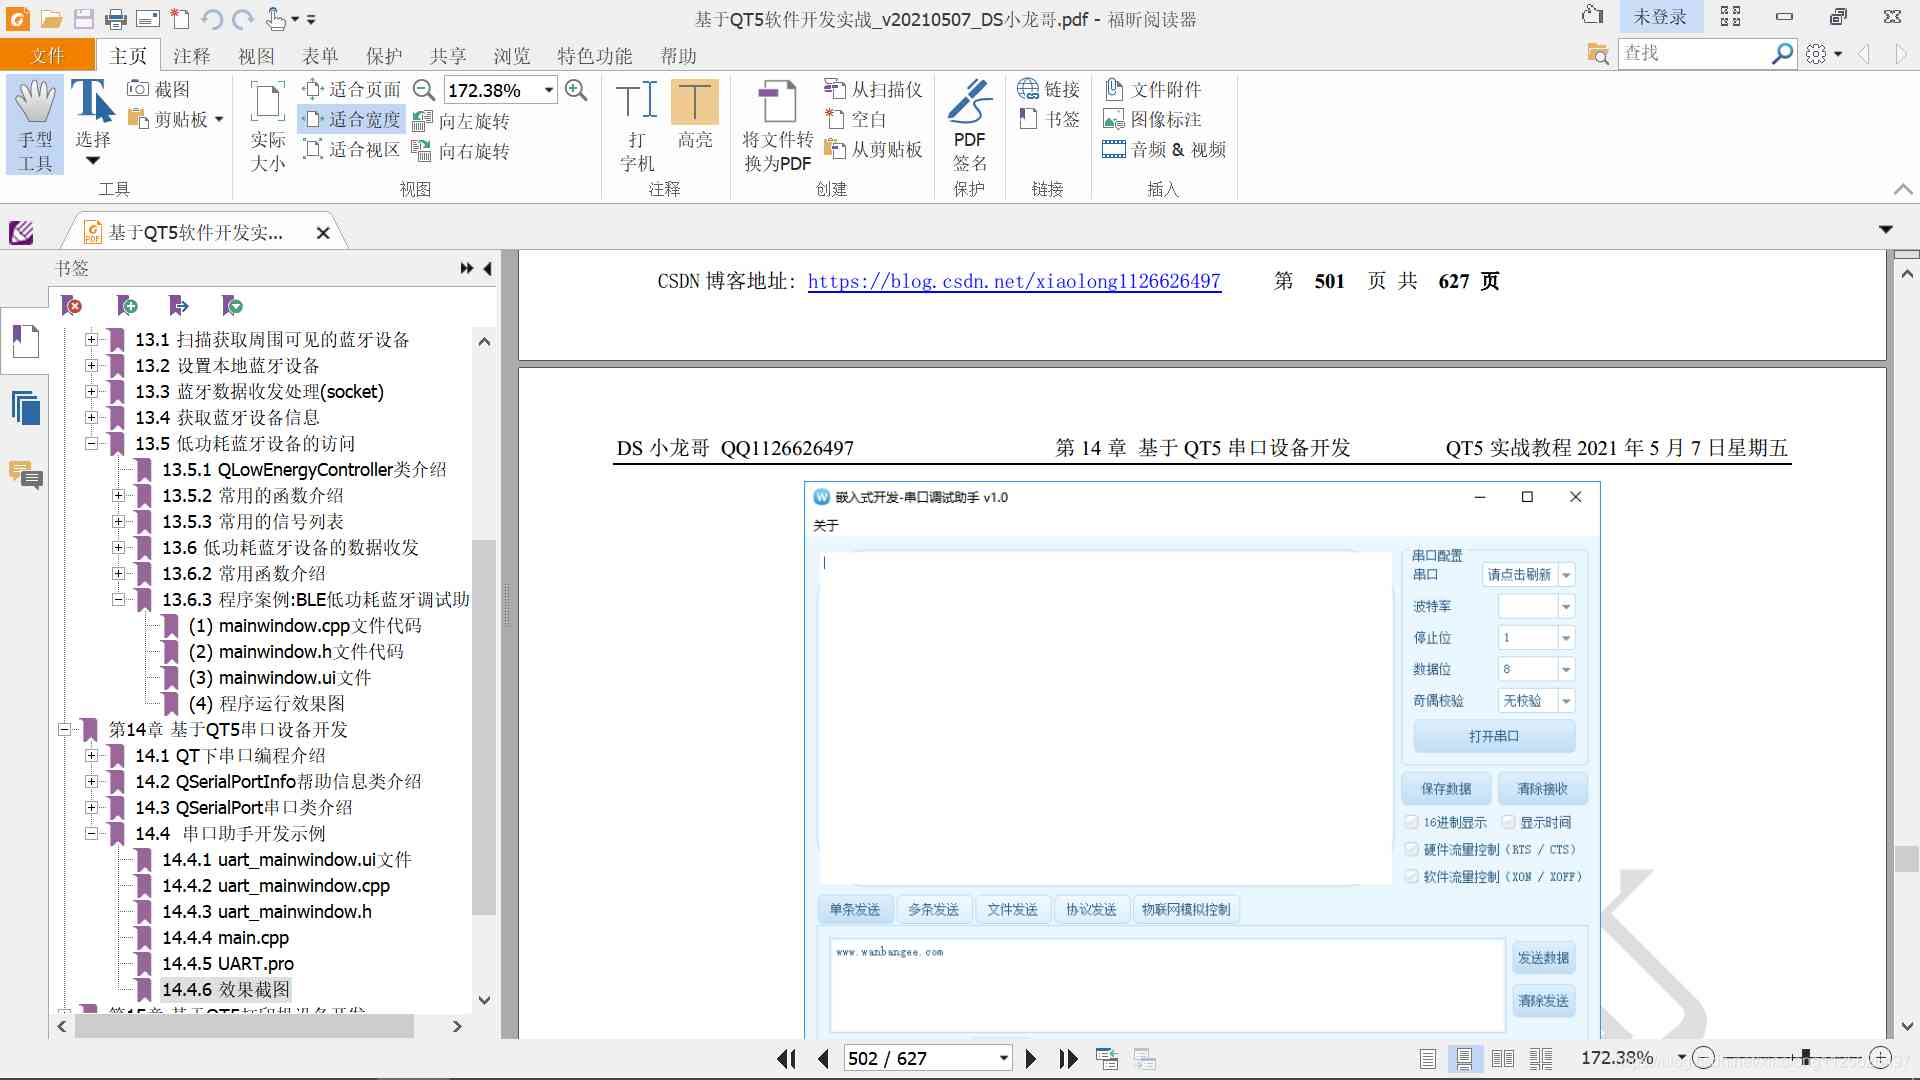 基于QT5软件开发实战_v20210507_DS小龙哥.pdf - 福昕阅读器
未登录
文件 主页 注释 视图 表单 保护 共享 浏览 特色功能 帮助
查找
手型工具
选择
截图
剪贴板
工具
实际大小
适合页面
适合宽度
适合视区
172.38%
向左旋转
向右旋转
视图
打字机
高亮
注释
将文件转换为PDF
从扫描仪
空白
从剪贴板
创建
PDF签名
保护
链接
书签
链接
文件附件
图像标注
音频 & 视频
插入
基于QT5软件开发实...
书签
13.1 扫描获取周围可见的蓝牙设备
13.2 设置本地蓝牙设备
13.3 蓝牙数据收发处理(socket)
13.4 获取蓝牙设备信息
13.5 低功耗蓝牙设备的访问
13.5.1 QLowEnergyController类介绍
13.5.2 常用的函数介绍
13.5.3 常用的信号列表
13.6 低功耗蓝牙设备的数据收发
13.6.2 常用函数介绍
13.6.3 程序案例:BLE低功耗蓝牙调试助
(1) mainwindow.cpp文件代码
(2) mainwindow.h文件代码
(3) mainwindow.ui文件
(4) 程序运行效果图
第14章 基于QT5串口设备开发
14.1 QT下串口编程介绍
14.2 QSerialPortInfo帮助信息类介绍
14.3 QSerialPort串口类介绍
14.4 串口助手开发示例
14.4.1 uart_mainwindow.ui文件
14.4.2 uart_mainwindow.cpp
14.4.3 uart_mainwindow.h
14.4.4 main.cpp
14.4.5 UART.pro
14.4.6 效果截图
第15章 基于QT5打印机设备开发
CSDN 博客地址: https://blog.csdn.net/xiaolong1126626497 第 501 页 共 627 页
DS 小龙哥 QQ1126626497 第 14 章 基于 QT5 串口设备开发 QT5 实战教程 2021 年 5 月 7 日星期五
嵌入式开发-串口调试助手 v1.0
关于
串口配置
串口 请点击刷新
波特率
停止位 1
数据位 8
奇偶校验 无校验
打开串口
保存数据 清除接收
16进制显示 显示时间
硬件流量控制（RTS / CTS）
软件流量控制（XON / XOFF）
单条发送 多条发送 文件发送 协议发送 物联网模拟控制
www.wanbangee.com
发送数据
清除发送
502 / 627
172.38%